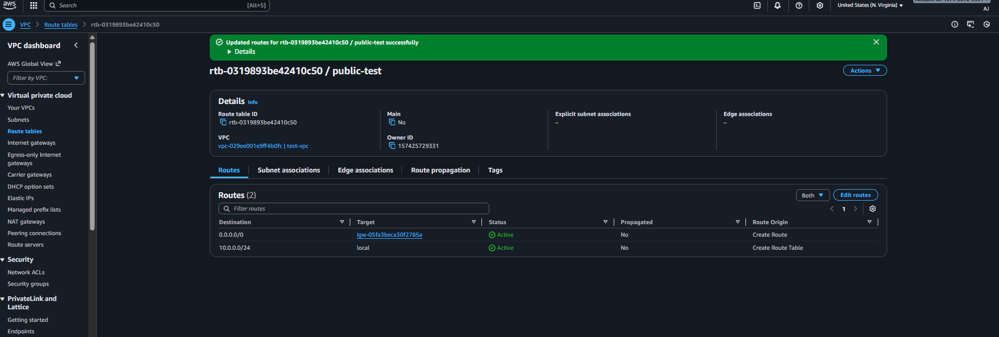 aws
Search [Alt+S]
United States (N. Virginia)
AJ
VPC > Route tables > rtb-0319893be42410c50
VPC dashboard
AWS Global View
Filter by VPC:
Virtual private cloud
Your VPCs
Subnets
Route tables
Internet gateways
Egress-only Internet
gateways
Carrier gateways
DHCP option sets
Elastic IPs
Managed prefix lists
NAT gateways
Peering connections
Route servers
Security
Network ACLs
Security groups
PrivateLink and
Lattice
Getting started
Endpoints
Updated routes for rtb-0319893be42410c50 / public-test successfully
Details
rtb-0319893be42410c50 / public-test
Actions
Details Info
Route table ID
rtb-0319893be42410c50
VPC
vpc-029ee001e9ff4b0fc | test-vpc
Main
No
Owner ID
157425729331
Explicit subnet associations
–
Edge associations
–
Routes Subnet associations Edge associations Route propagation Tags
Routes (2)
Both Edit routes
Filter routes
1
Destination Target Status Propagated Route Origin
0.0.0.0/0 igw-05fa3beca30f2785a Active No Create Route
10.0.0.0/24 local Active No Create Route Table